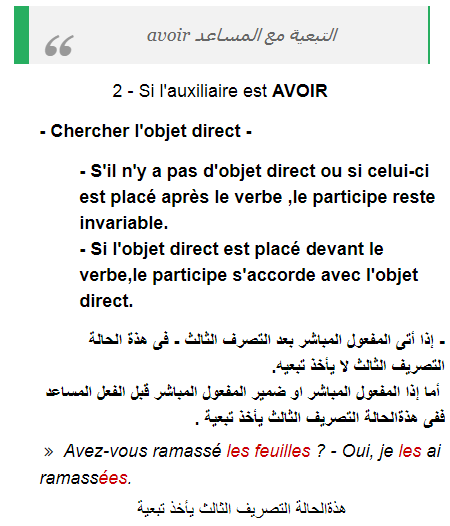 التبعية مع المساعد avoir
2 - Si l'auxiliaire est AVOIR
- Chercher l'objet direct -
- S'il n'y a pas d'objet direct ou si celui-ci
est placé après le verbe ,le participe reste
invariable.
- Si l'objet direct est placé devant le
verbe,le participe s'accorde avec l'objet
direct.
ـ إذا أتى المفعول المباشر بعد التصرف الثالث ـ فى هذة الحالة
التصريف الثالث لا يأخذ تبعيه.
أما إذا المفعول المباشر او ضمير المفعول المباشر قبل الفعل المساعد
ففى هذةالحالة التصريف الثالث يأخذ تبعية .
» Avez-vous ramassé les feuilles ? - Oui, je les ai
ramassées.
هذةالحالة التصريف الثالث يأخذ تبعية